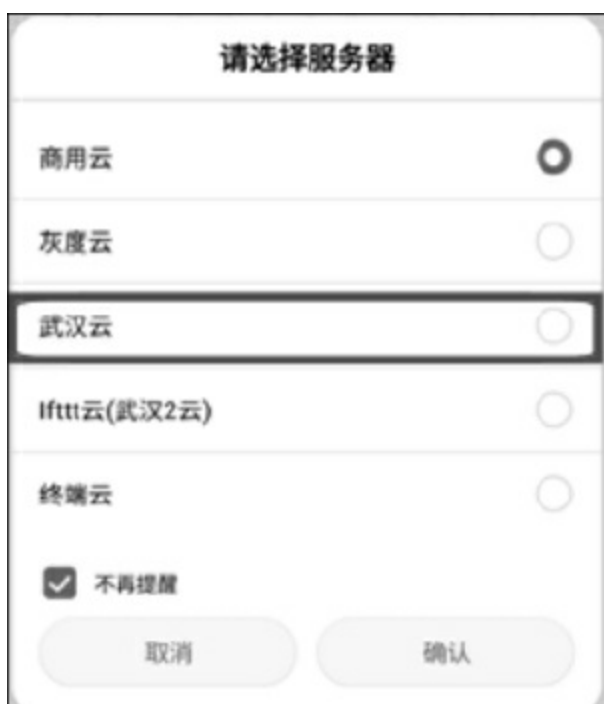 请选择服务器
商用云
灰度云
武汉云
Ifttt云(武汉2云)
终端云
不再提醒
取消
确认